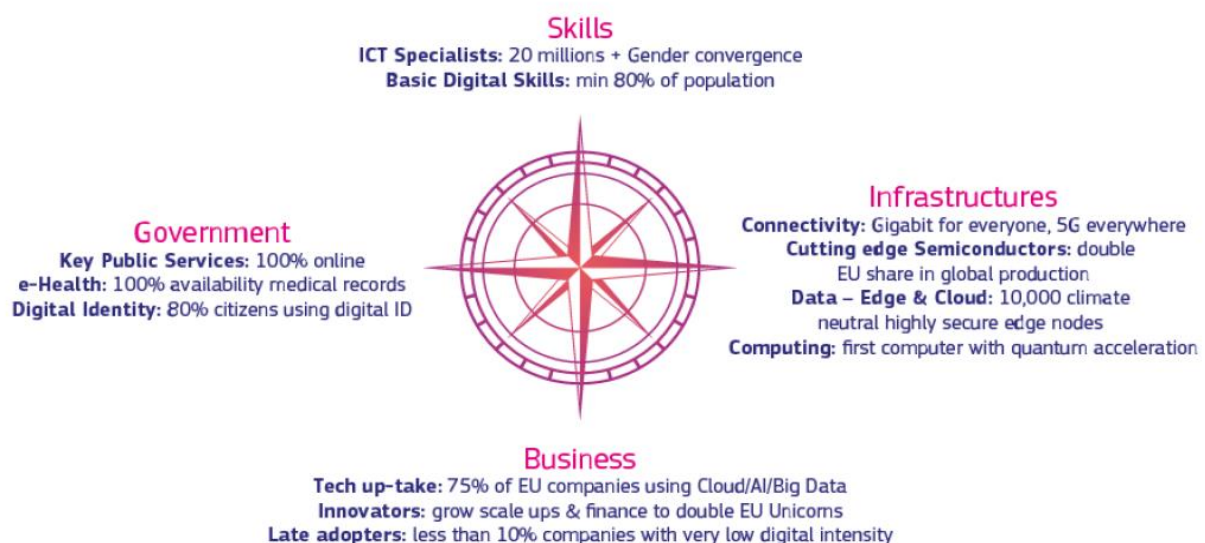 Skills
ICT Specialists: 20 millions + Gender convergence
Basic Digital Skills: min 80% of population
Government
Key Public Services: 100% online
e-Health: 100% availability medical records
Digital Identity: 80% citizens using digital ID
Infrastructures
Connectivity: Gigabit for everyone, 5G everywhere
Cutting edge Semiconductors: double
EU share in global production
Data – Edge & Cloud: 10,000 climate
neutral highly secure edge nodes
Computing: first computer with quantum acceleration
Business
Tech up-take: 75% of EU companies using Cloud/AI/Big Data
Innovators: grow scale ups & finance to double EU Unicorns
Late adopters: less than 10% companies with very low digital intensity